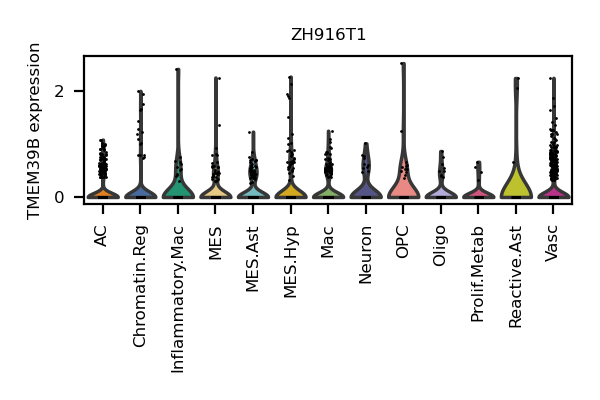 ZH916T1
TMEM39B expression
2
0
AC
Chromatin.Reg
Inflammatory.Mac
MES
MES.Ast
MES.Hyp
Mac
Neuron
OPC
Oligo
Prolif.Metab
Reactive.Ast
Vasc